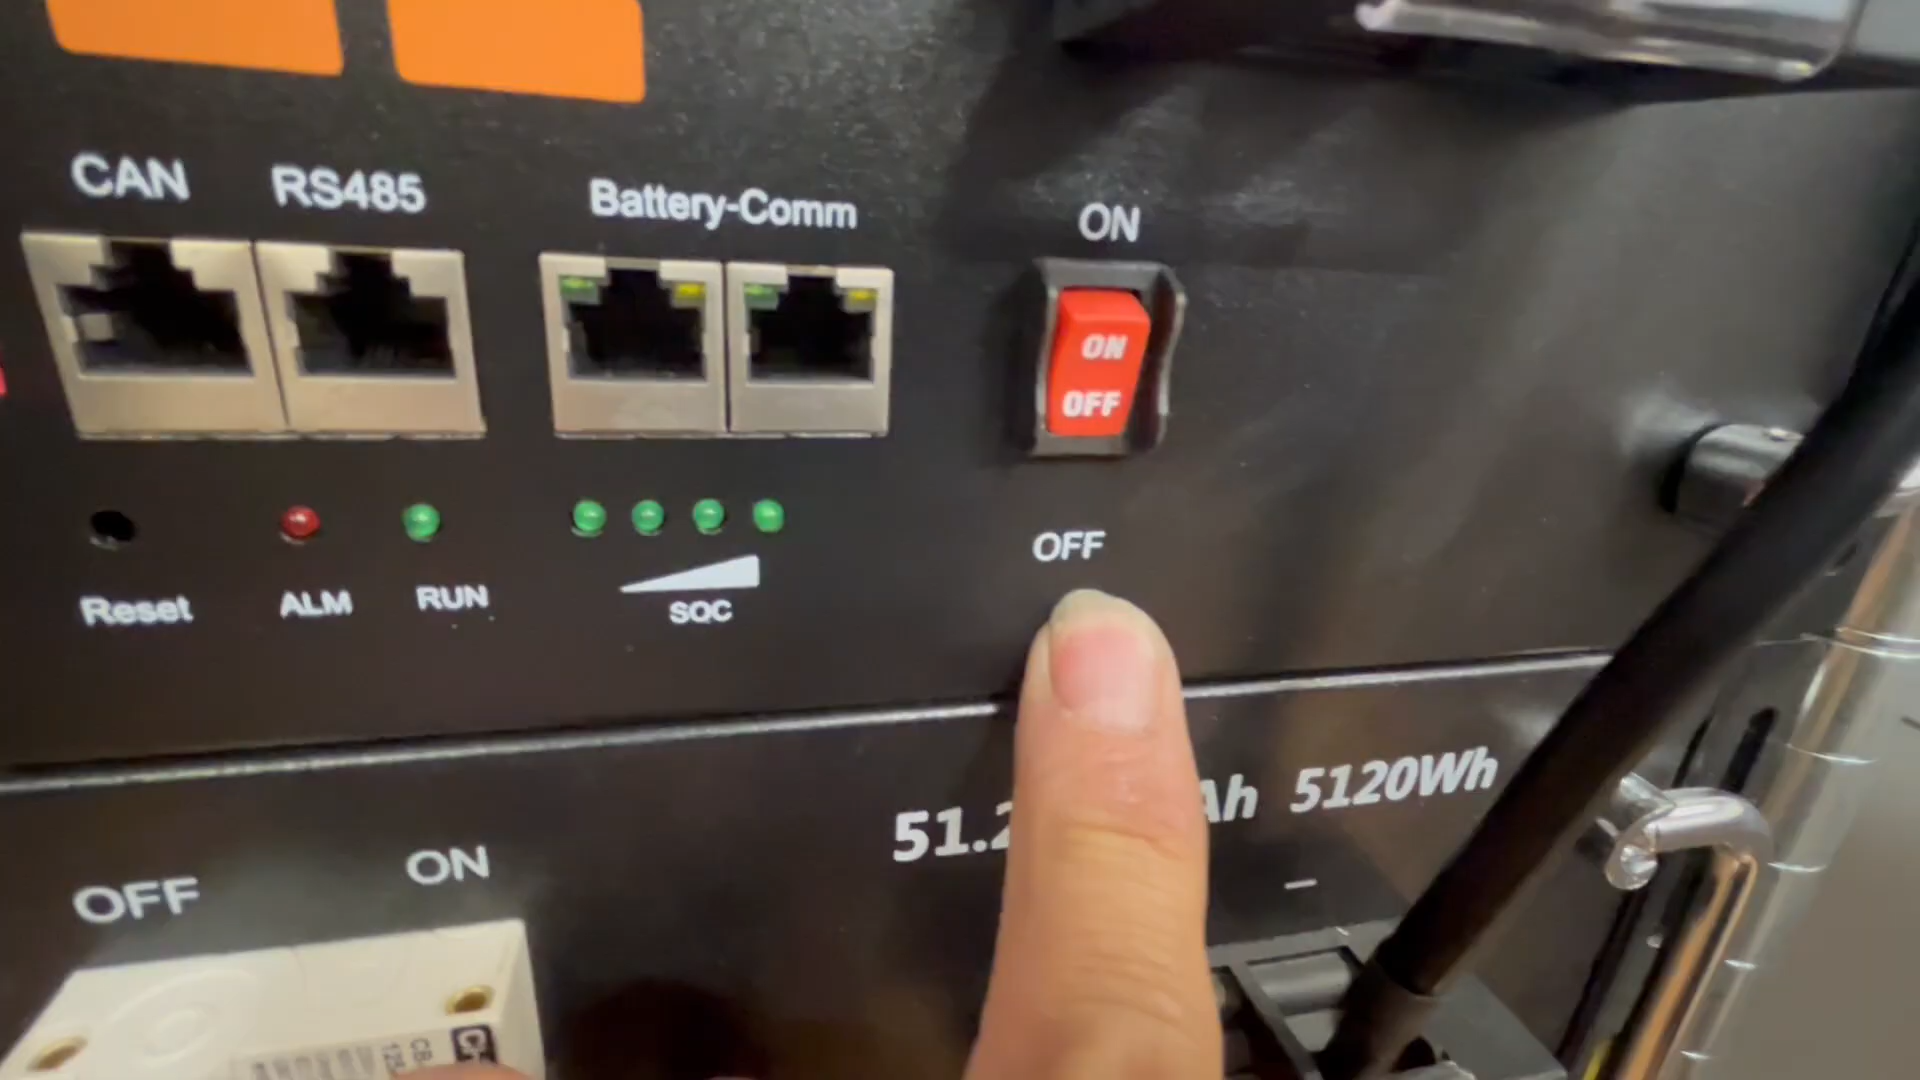 CAN RS485 Battery-Comm ON
ON
OFF
OFF
Reset ALM RUN SOC
Ah 5120Wh
OFF ON